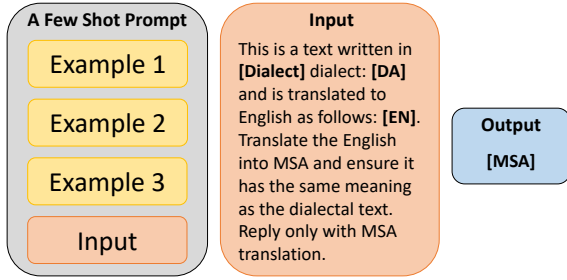 A Few Shot Prompt
Example 1
Example 2
Example 3
Input
Input
This is a text written in
[Dialect] dialect: [DA]
and is translated to
English as follows: [EN].
Translate the English
into MSA and ensure it
has the same meaning
as the dialectal text.
Reply only with MSA
translation.
Output
[MSA]